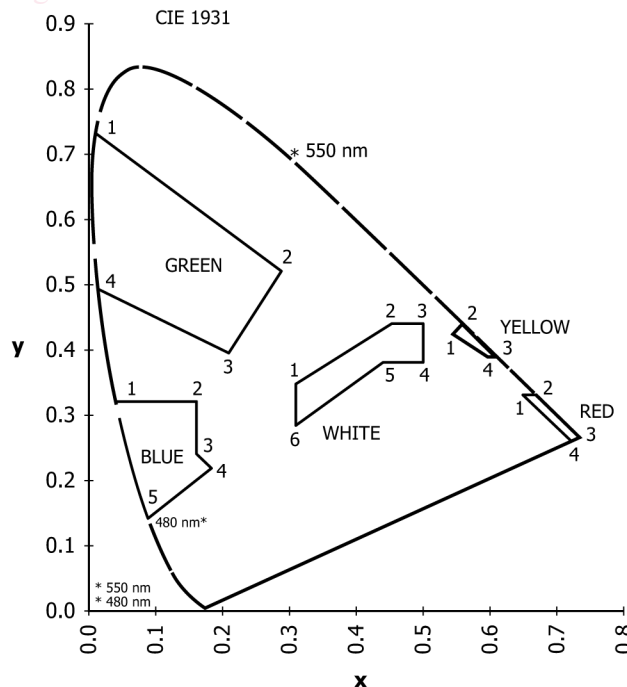 CIE 1931
0.9
0.8
0.7
0.6
0.5
0.4
0.3
0.2
0.1
0.0
y
1
* 550 nm
GREEN
2
4
3
2 3
1
5 4
6
WHITE
2
YELLOW
1
3
4
2
RED
1
3
4
1 2
BLUE
3
4
5
480 nm*
* 550 nm
* 480 nm
0.0 0.1 0.2 0.3 0.4 0.5 0.6 0.7 0.8
x